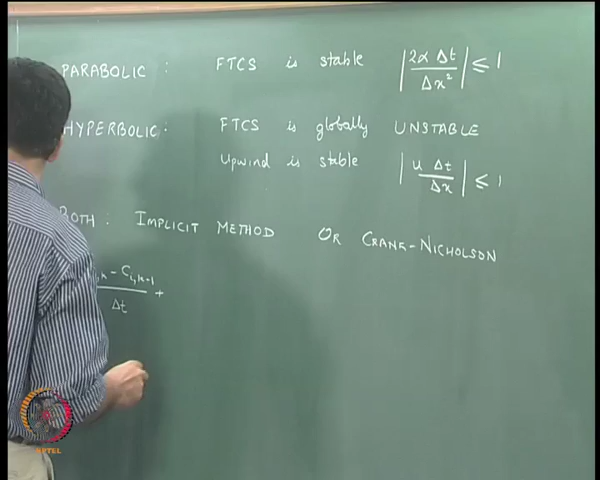 PARABOLIC : FTCS is stable |2α Δt / Δx²| ≤ 1
HYPERBOLIC : FTCS is globally UNSTABLE
Upwind is stable |u Δt / Δx| ≤ 1
BOTH : IMPLICIT METHOD OR CRANK-NICHOLSON
,k - C i,k-1 / Δt +
NPTEL